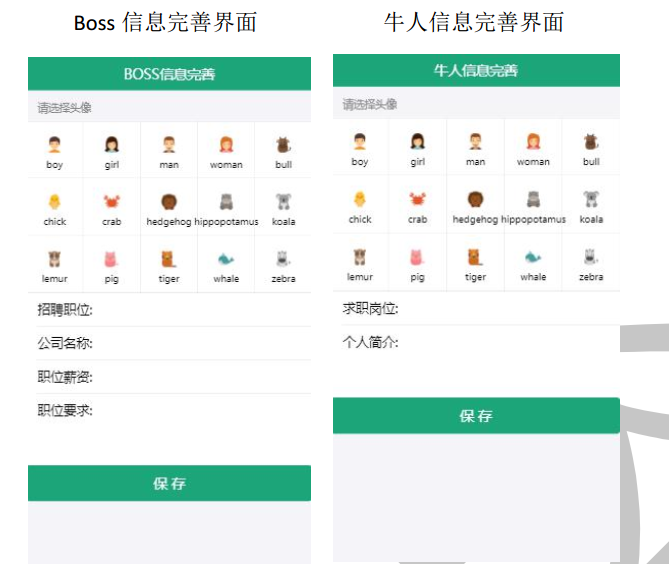 Boss 信息完善界面
BOSS信息完善
请选择头像
boy girl man woman bull
chick crab hedgehog hippopotamus koala
lemur pig tiger whale zebra
招聘职位:
公司名称:
职位薪资:
职位要求:
保 存
牛人信息完善界面
牛人信息完善
请选择头像
boy girl man woman bull
chick crab hedgehog hippopotamus koala
lemur pig tiger whale zebra
求职岗位:
个人简介:
保 存